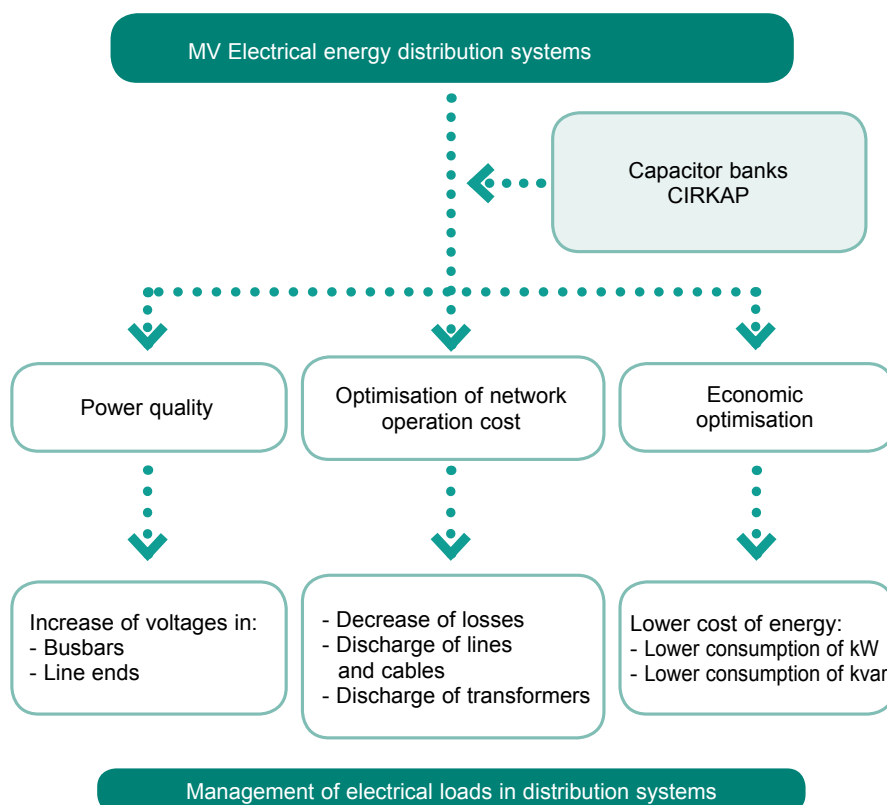 MV Electrical energy distribution systems
Capacitor banks
CIRKAP
Power quality
Optimisation of network
operation cost
Economic
optimisation
Increase of voltages in:
- Busbars
- Line ends
- Decrease of losses
- Discharge of lines
and cables
- Discharge of transformers
Lower cost of energy:
- Lower consumption of kW
- Lower consumption of kvar
Management of electrical loads in distribution systems